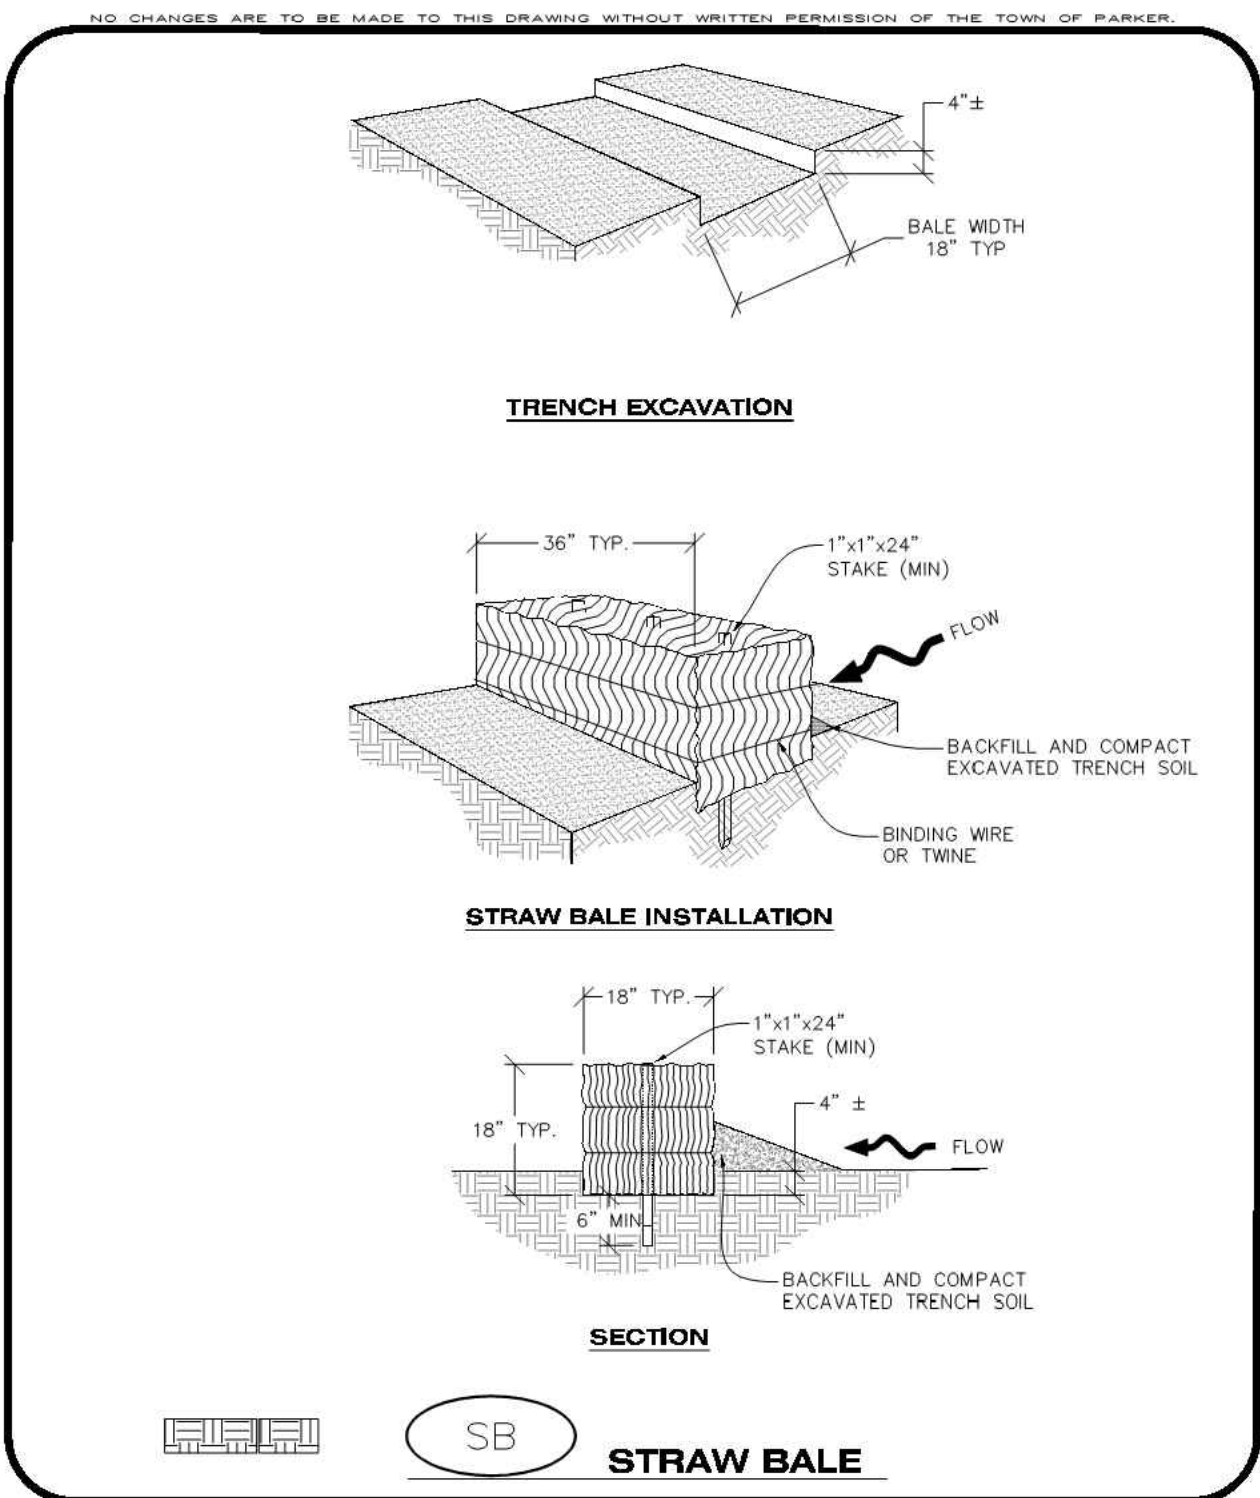 NO CHANGES ARE TO BE MADE TO THIS DRAWING WITHOUT WRITTEN PERMISSION OF THE TOWN OF PARKER.
4"±
BALE WIDTH
18" TYP
TRENCH EXCAVATION
36" TYP.
1"x1"x24"
STAKE (MIN)
FLOW
BACKFILL AND COMPACT
EXCAVATED TRENCH SOIL
BINDING WIRE
OR TWINE
STRAW BALE INSTALLATION
18" TYP.
1"x1"x24"
STAKE (MIN)
4" ±
18" TYP.
FLOW
6" MIN
BACKFILL AND COMPACT
EXCAVATED TRENCH SOIL
SECTION
SB
STRAW BALE